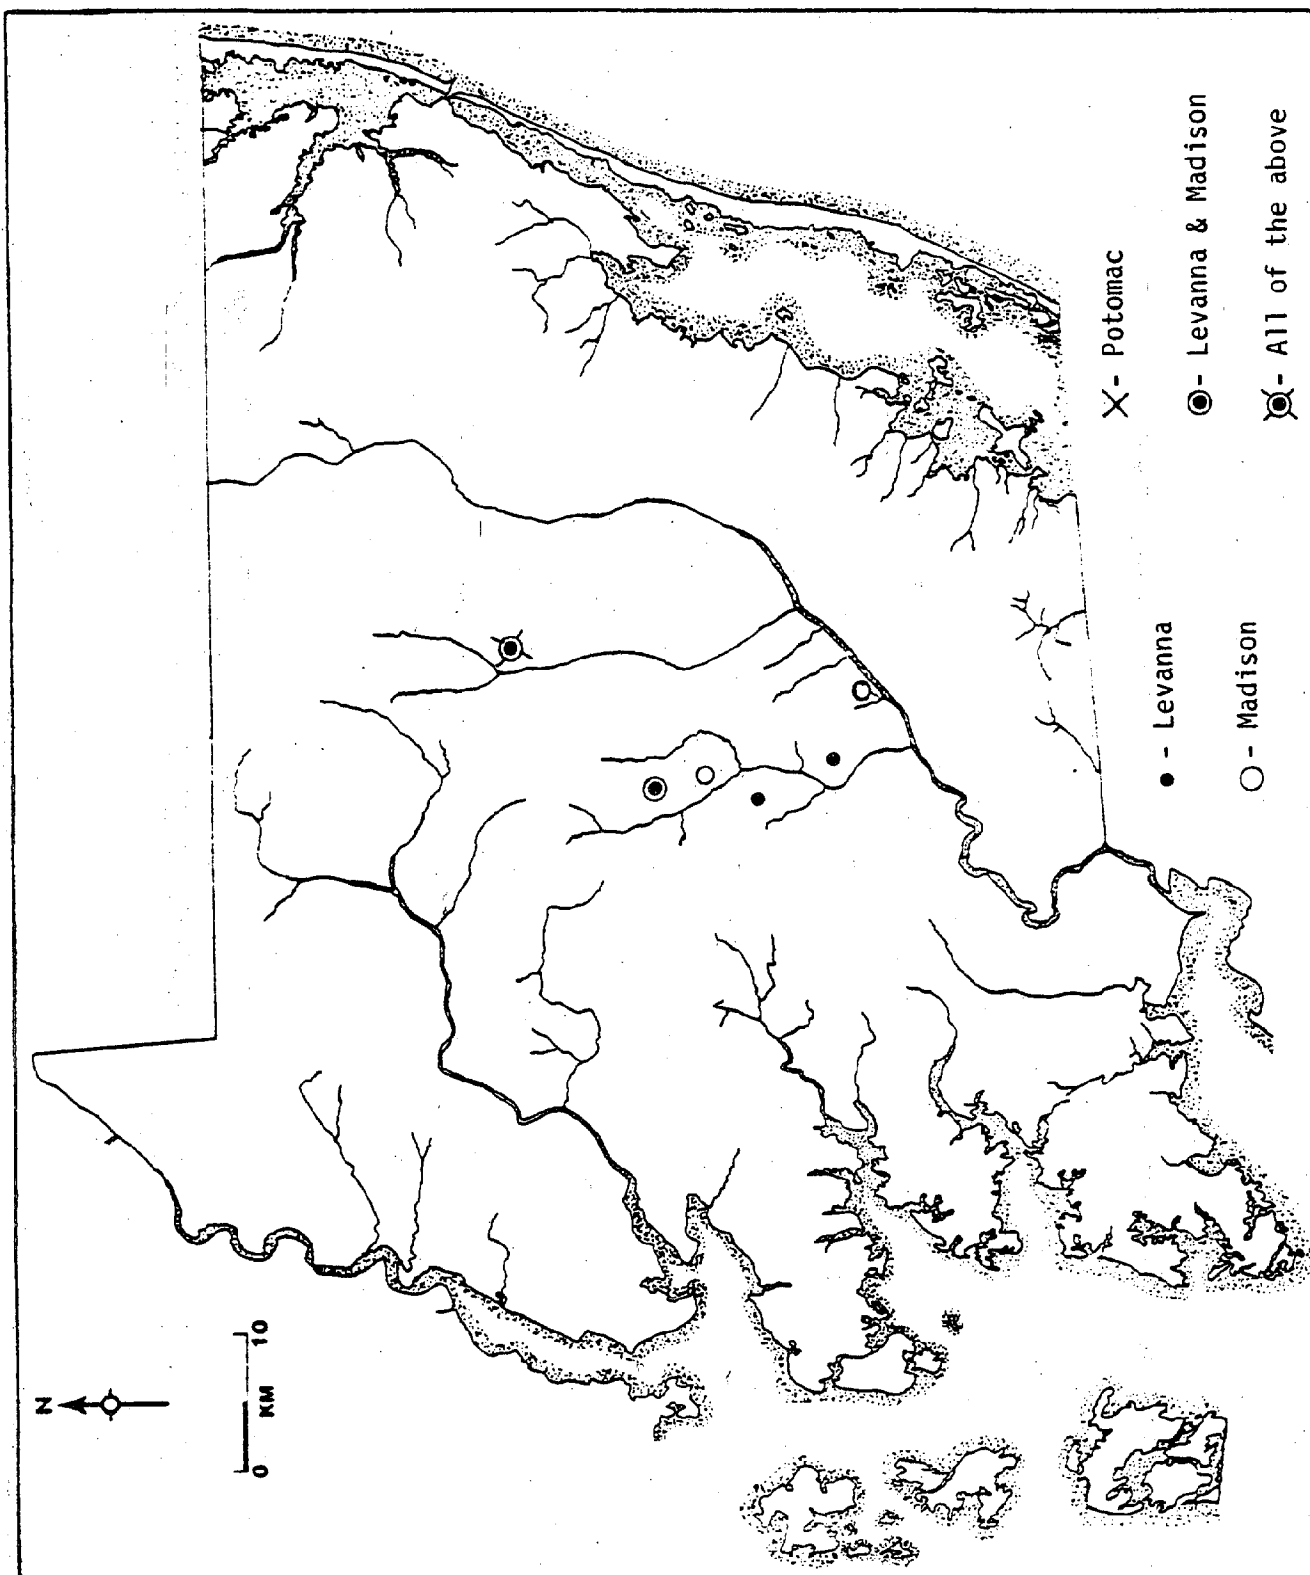 N
0 10
KM
● - Levanna
○ - Madison
X - Potomac
◉ - Levanna & Madison
- All of the above